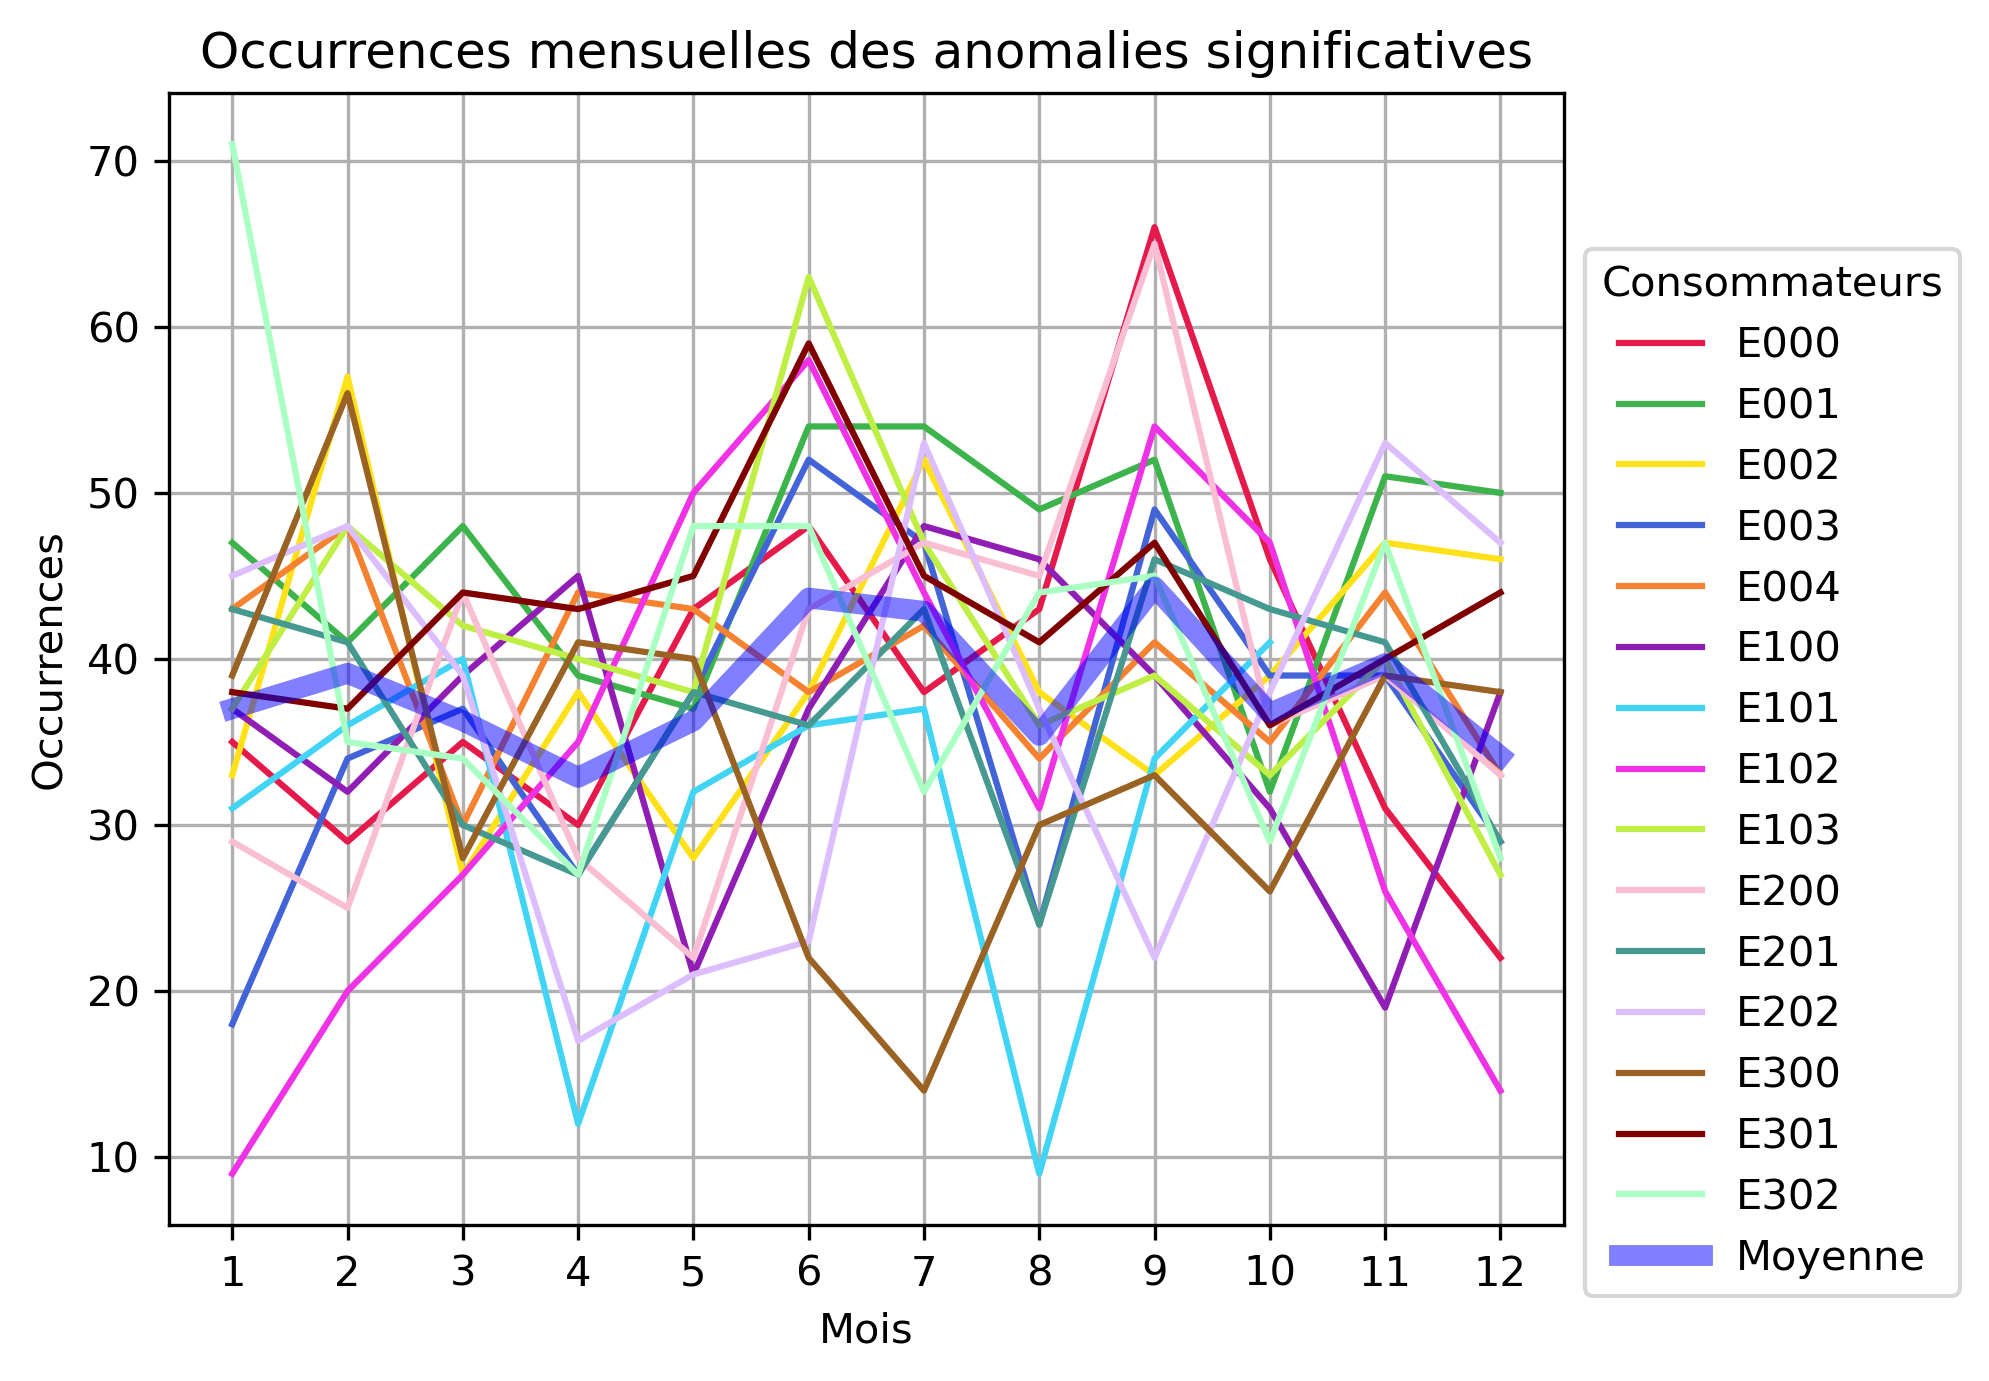 Occurrences mensuelles des anomalies significatives
Occurrences
70
60
50
40
30
20
10
1 2 3 4 5 6 7 8 9 10 11 12
Mois
Consommateurs
E000
E001
E002
E003
E004
E100
E101
E102
E103
E200
E201
E202
E300
E301
E302
Moyenne